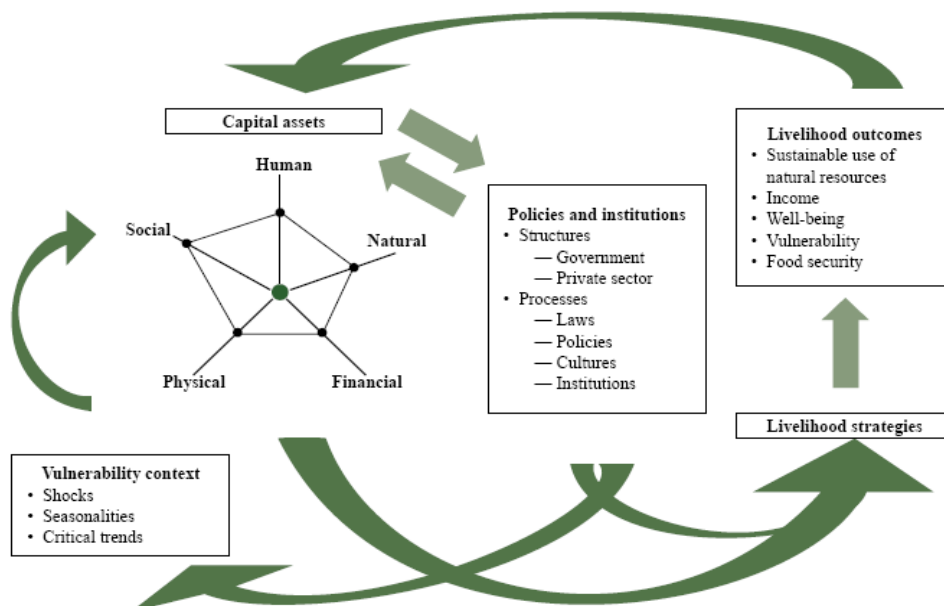 Capital assets
Human
Social
Natural
Physical
Financial
Policies and institutions
• Structures
— Government
— Private sector
• Processes
— Laws
— Policies
— Cultures
— Institutions
Livelihood outcomes
• Sustainable use of
natural resources
• Income
• Well-being
• Vulnerability
• Food security
Livelihood strategies
Vulnerability context
• Shocks
• Seasonalities
• Critical trends